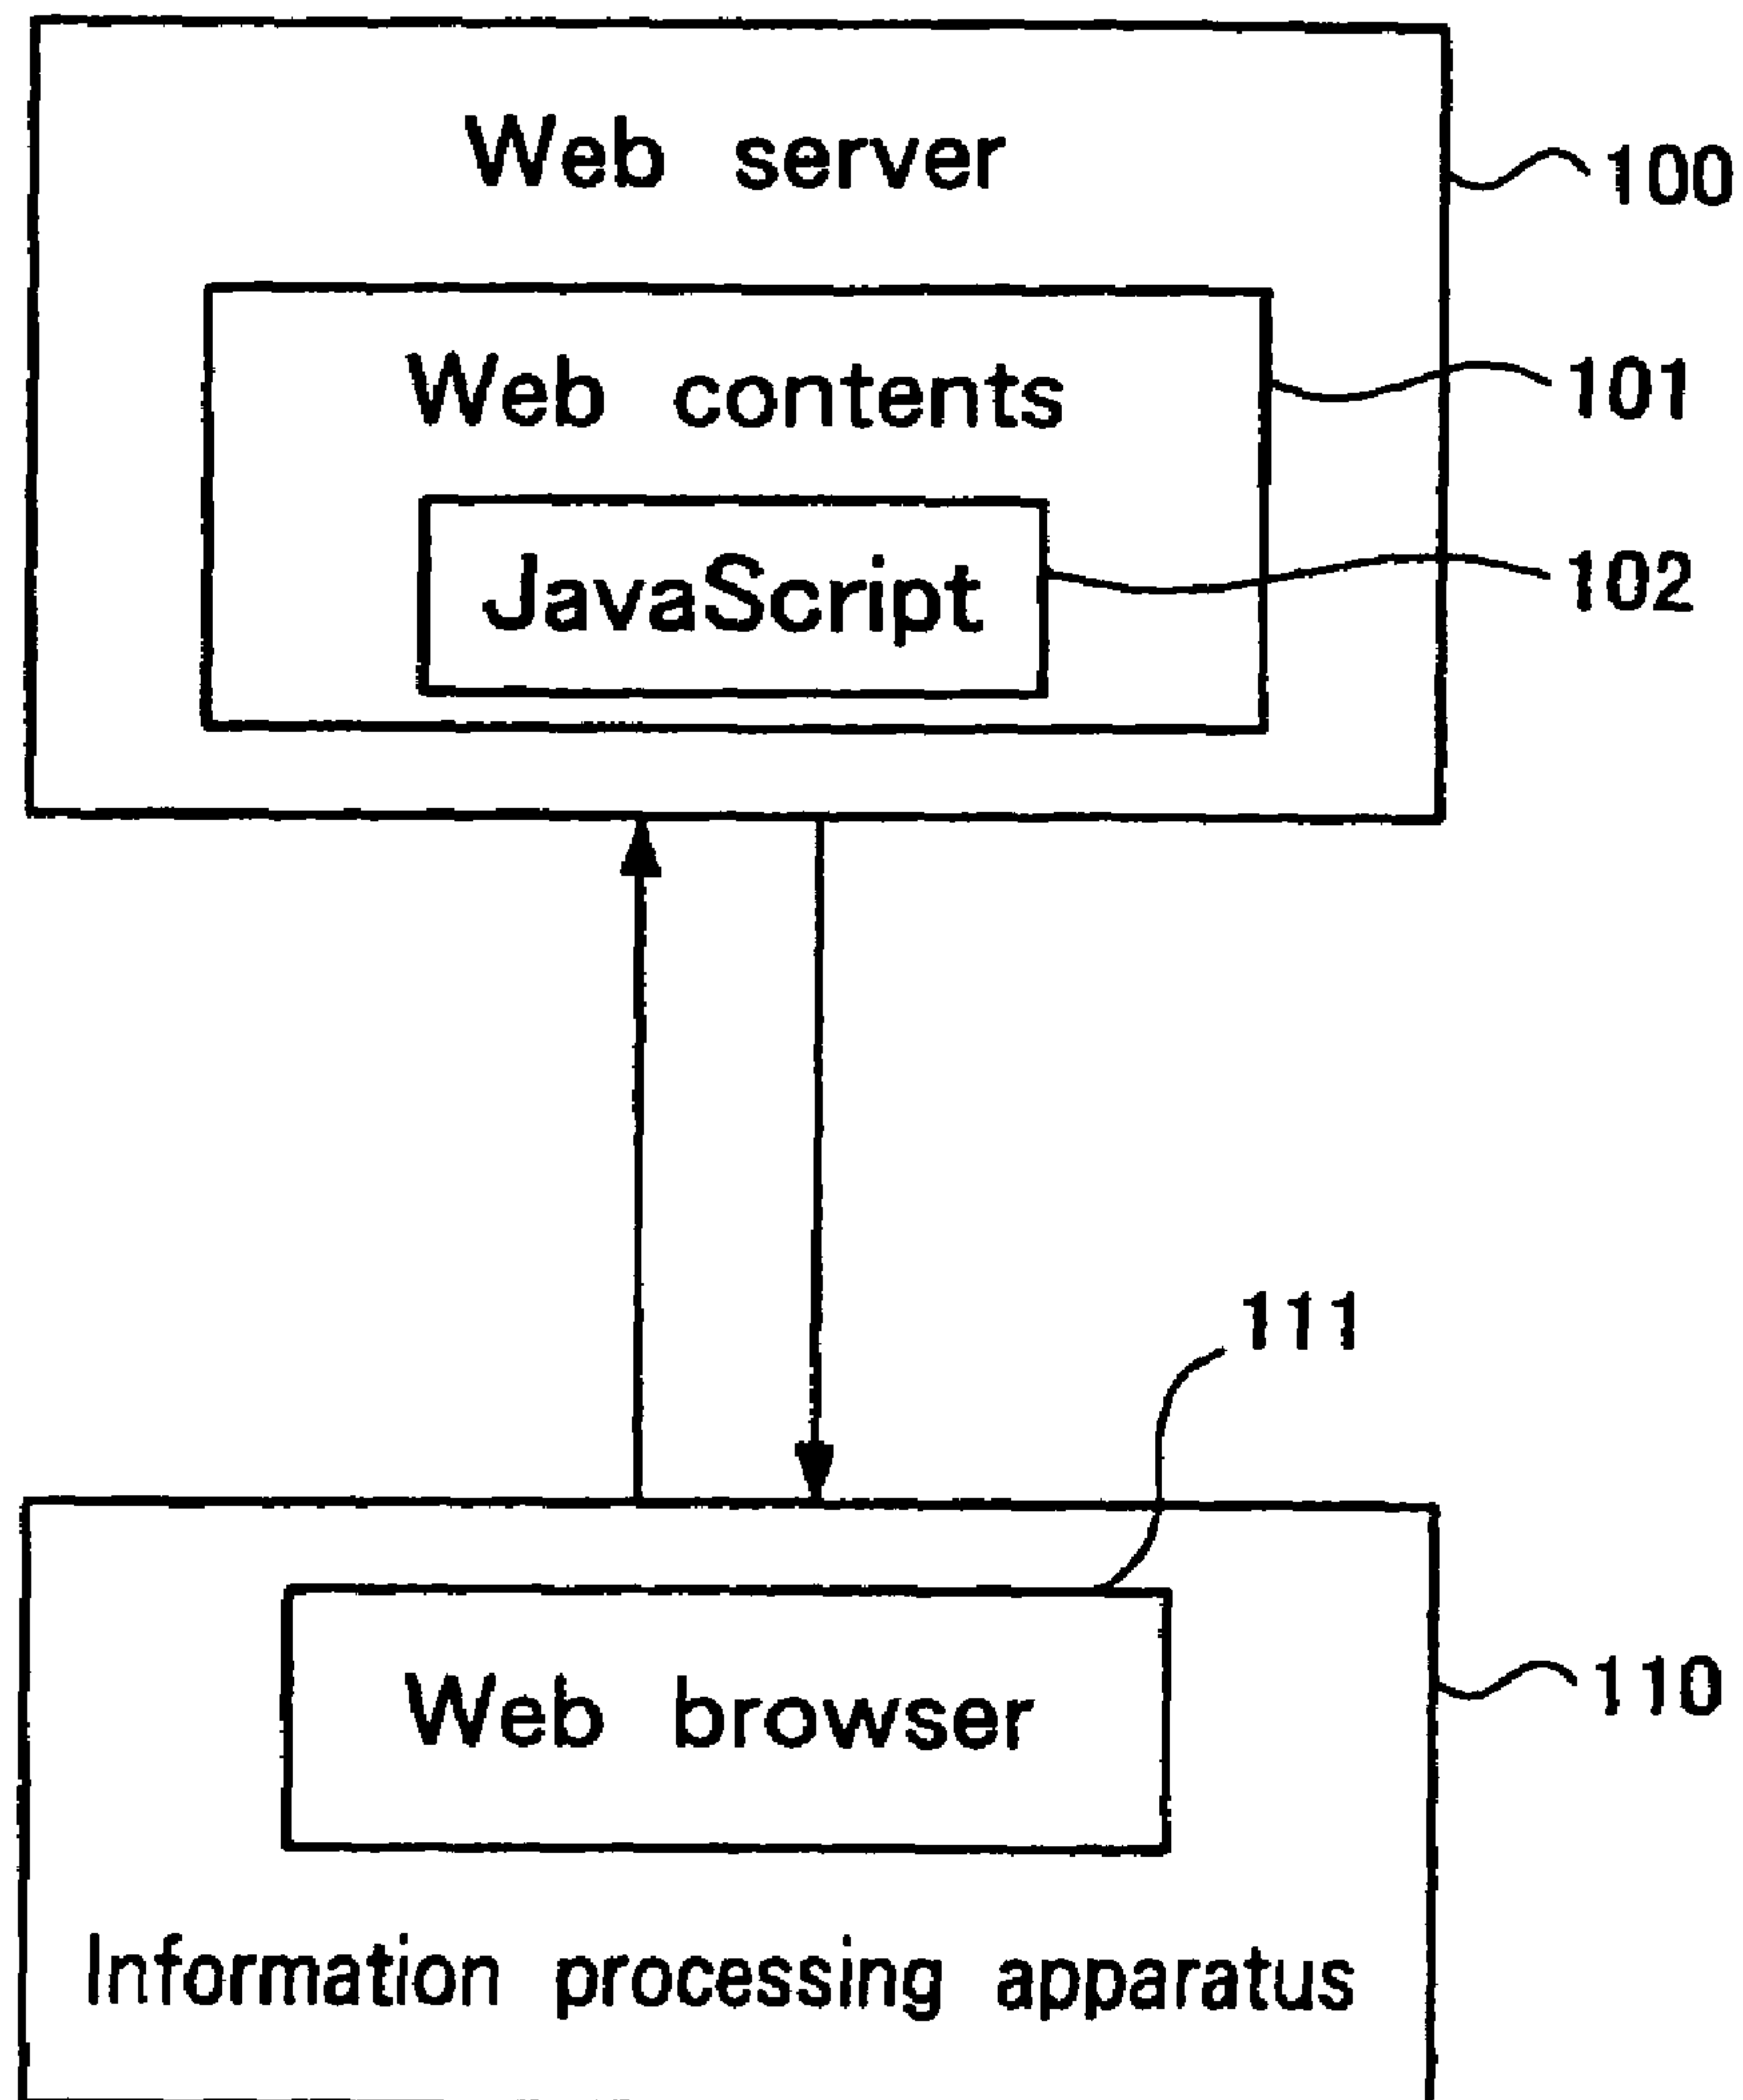 Web server
100
Web contents
101
JavaScript
102
111
Web browser
110
Information processing apparatus